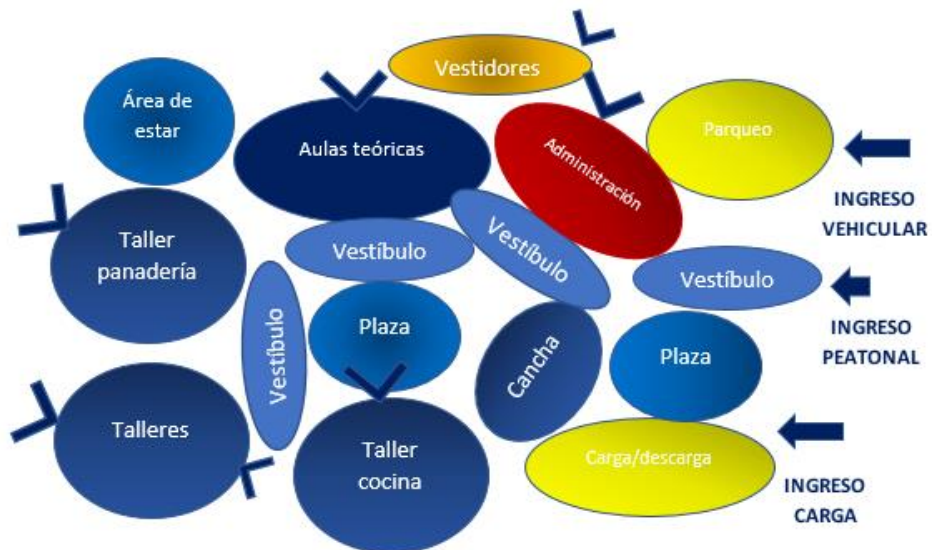 Vestidores
Área de
estar
Aulas teóricas
Administración
Parqueo
INGRESO
VEHICULAR
Taller
panadería
Vestíbulo
Vestíbulo
Vestíbulo
INGRESO
PEATONAL
Vestíbulo
Plaza
Cancha
Plaza
Talleres
Taller
cocina
Carga/descarga
INGRESO
CARGA